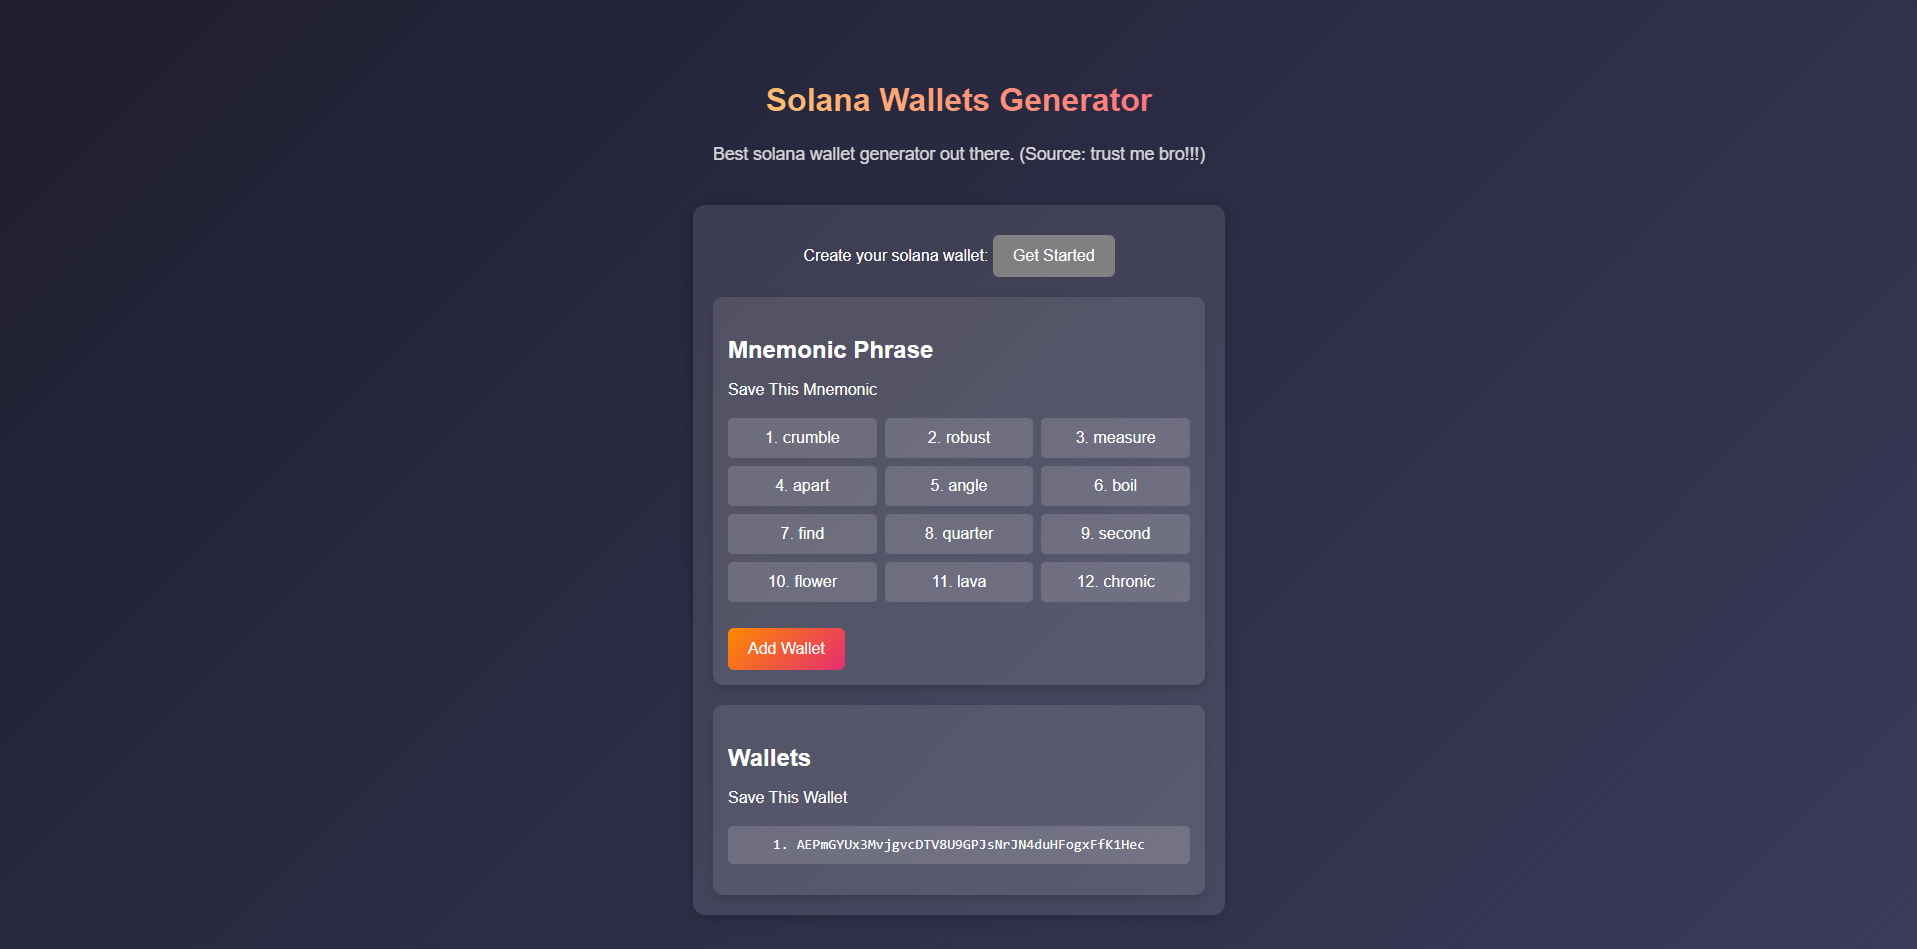 Solana Wallets Generator
Best solana wallet generator out there. (Source: trust me bro!!!)
Create your solana wallet: Get Started
Mnemonic Phrase
Save This Mnemonic
1. crumble 2. robust 3. measure
4. apart 5. angle 6. boil
7. find 8. quarter 9. second
10. flower 11. lava 12. chronic
Add Wallet
Wallets
Save This Wallet
1. AEPmGYUx3MvjgvcDTV8U9GPJsNrJN4duHFogxFfK1Hec